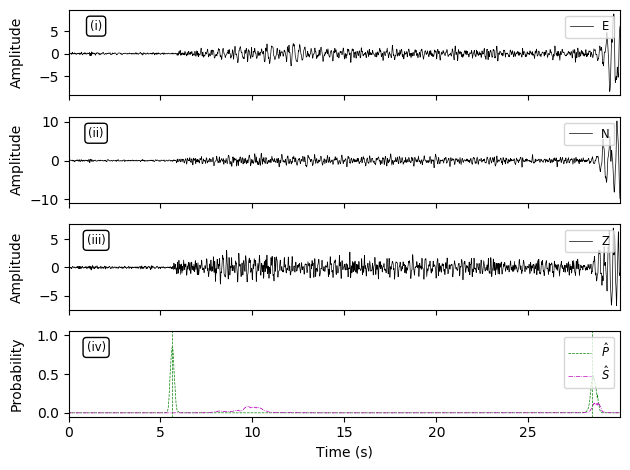 Amplitude
5
0
−5
(i)
E
Amplitude
10
0
−10
(ii)
N
Amplitude
5
0
−5
(iii)
Z
Probability
1.0
0.5
0.0
(iv)
P̂
Ŝ
0 5 10 15 20 25
Time (s)